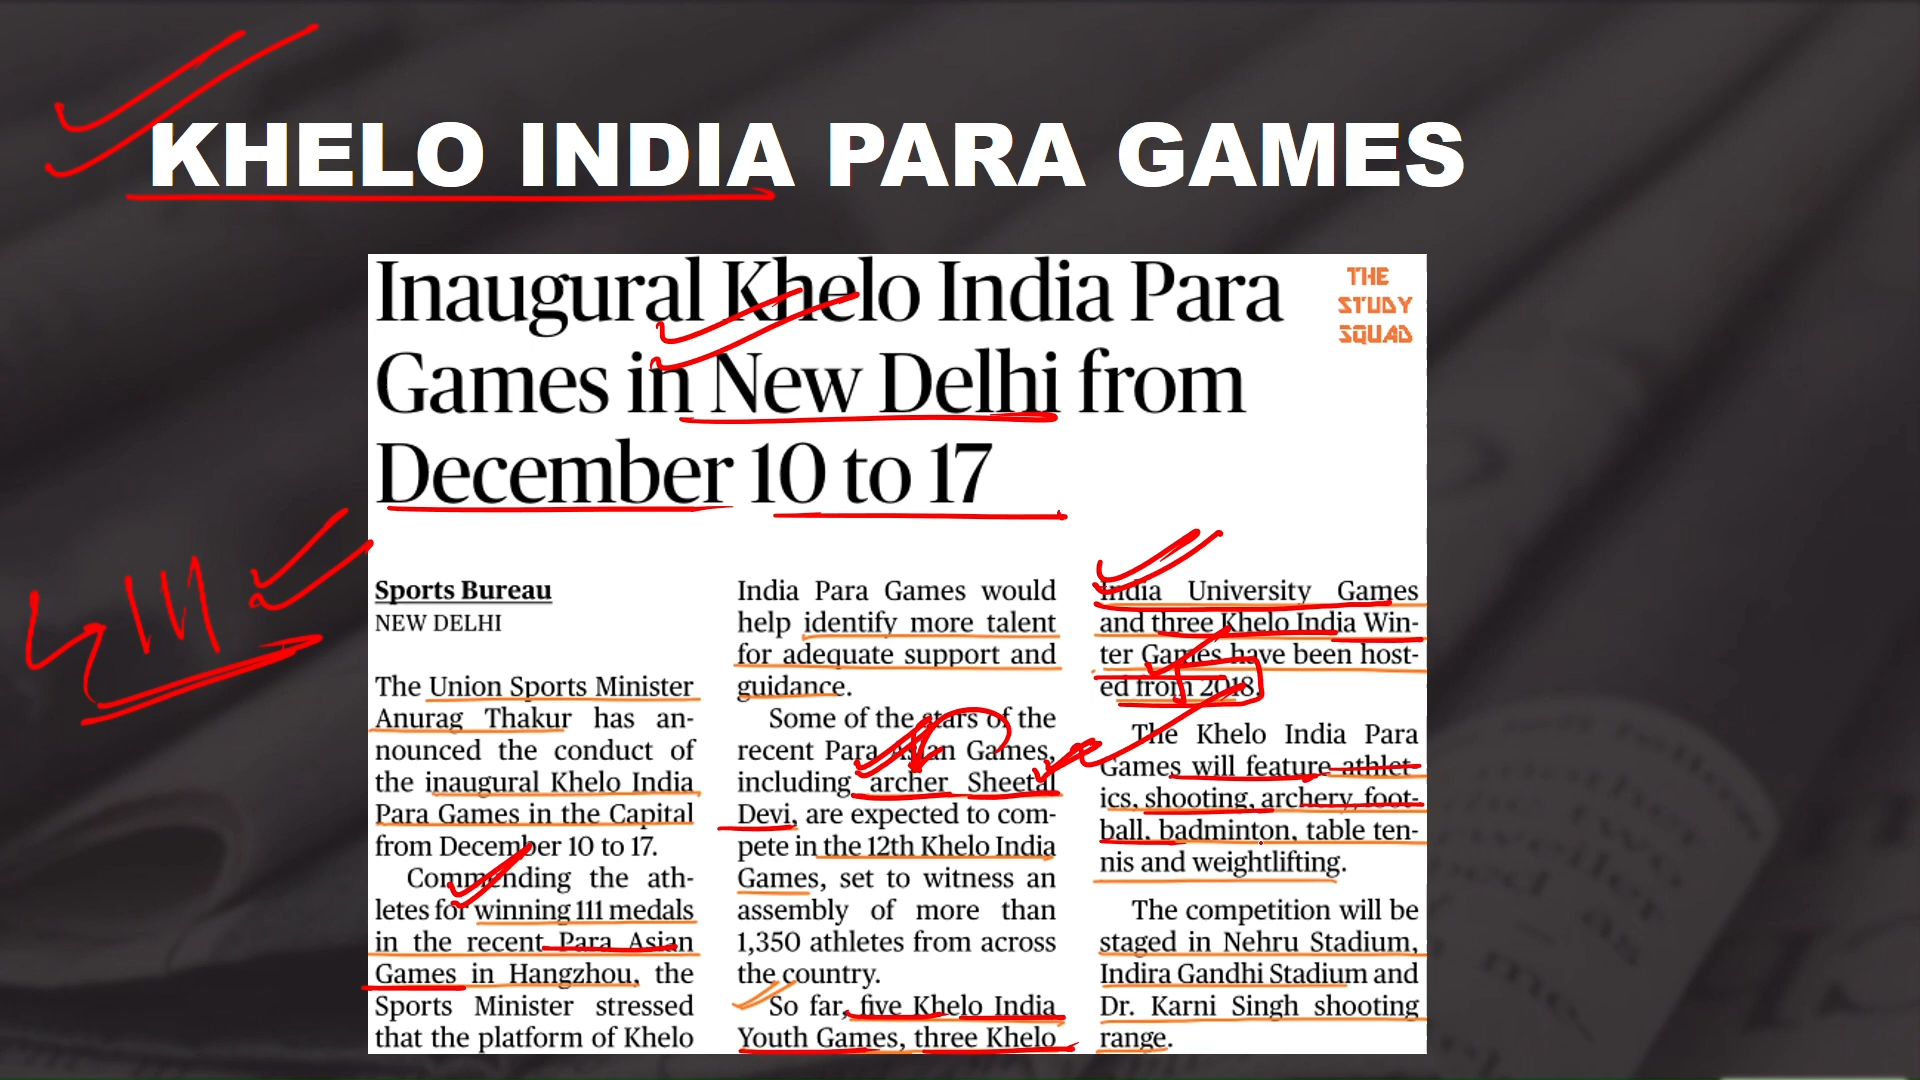 KHELO INDIA PARA GAMES
Inaugural Khelo India Para
Games in New Delhi from
December 10 to 17
THE
STUDY
SQUAD
Sports Bureau
NEW DELHI
The Union Sports Minister
Anurag Thakur has an-
nounced the conduct of
the inaugural Khelo India
Para Games in the Capital
from December 10 to 17.
Commending the ath-
letes for winning 111 medals
in the recent Para Asian
Games in Hangzhou, the
Sports Minister stressed
that the platform of Khelo
India Para Games would
help identify more talent
for adequate support and
guidance.
Some of the stars of the
recent Para Asian Games,
including archer Sheetal
Devi, are expected to com-
pete in the 12th Khelo India
Games, set to witness an
assembly of more than
1,350 athletes from across
the country.
So far, five Khelo India
Youth Games, three Khelo
India University Games
and three Khelo India Win-
ter Games have been host-
ed from 2018.
The Khelo India Para
Games will feature athlet-
ics, shooting, archery, foot-
ball, badminton, table ten-
nis and weightlifting.
The competition will be
staged in Nehru Stadium,
Indira Gandhi Stadium and
Dr. Karni Singh shooting
range.